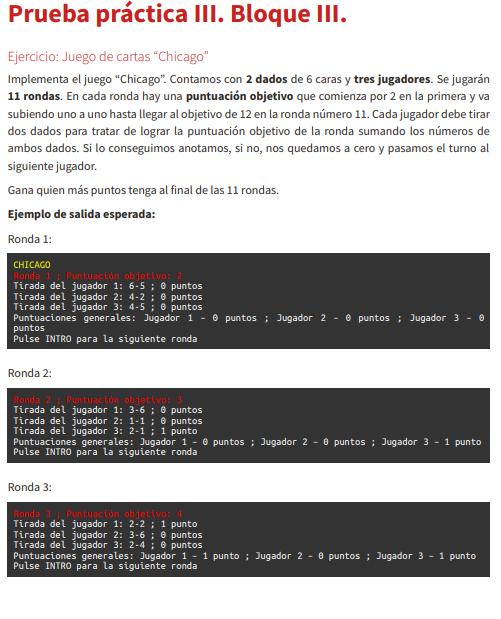 Prueba práctica III. Bloque III.
Ejercicio: Juego de cartas “Chicago”
Implementa el juego “Chicago”. Contamos con 2 dados de 6 caras y tres jugadores. Se jugarán
11 rondas. En cada ronda hay una puntuación objetivo que comienza por 2 en la primera y va
subiendo uno a uno hasta llegar al objetivo de 12 en la ronda número 11. Cada jugador debe tirar
dos dados para tratar de lograr la puntuación objetivo de la ronda sumando los números de
ambos dados. Si lo conseguimos anotamos, si no, nos quedamos a cero y pasamos el turno al
siguiente jugador.
Gana quien más puntos tenga al final de las 11 rondas.
Ejemplo de salida esperada:
Ronda 1:
CHICAGO
Ronda 1 ; Puntuación objetivo: 2
Tirada del jugador 1: 6-5 ; 0 puntos
Tirada del jugador 2: 4-2 ; 0 puntos
Tirada del jugador 3: 4-5 ; 0 puntos
Puntuaciones generales: Jugador 1 – 0 puntos ; Jugador 2 – 0 puntos ; Jugador 3 – 0
puntos
Pulse INTRO para la siguiente ronda
Ronda 2:
Ronda 2 ; Puntuación objetivo: 3
Tirada del jugador 1: 3-6 ; 0 puntos
Tirada del jugador 2: 1-1 ; 0 puntos
Tirada del jugador 3: 2-1 ; 1 punto
Puntuaciones generales: Jugador 1 – 0 puntos ; Jugador 2 – 0 puntos ; Jugador 3 – 1 punto
Pulse INTRO para la siguiente ronda
Ronda 3:
Ronda 3 ; Puntuación objetivo: 4
Tirada del jugador 1: 2-2 ; 1 punto
Tirada del jugador 2: 3-6 ; 0 puntos
Tirada del jugador 3: 2-4 ; 0 puntos
Puntuaciones generales: Jugador 1 – 1 punto ; Jugador 2 – 0 puntos ; Jugador 3 – 1 punto
Pulse INTRO para la siguiente ronda